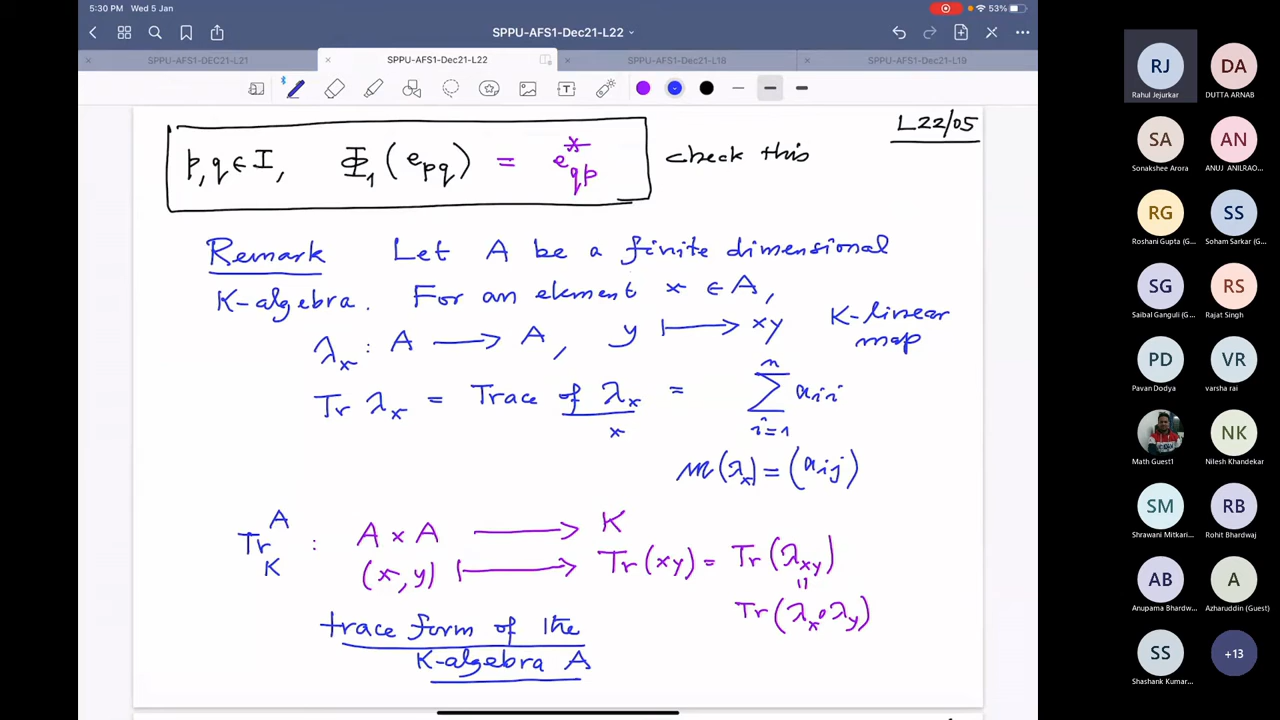 5:30 PM Wed 5 Jan
53%
SPPU-AFS1-Dec21-L22
SPPU-AFS1-DEC21-L21
SPPU-AFS1-Dec21-L22
SPPU-AFS1-Dec21-L18
SPPU-AFS1-Dec21-L19
L22/05
p,q ∈ I, Φ₁(e_pq) = e*_qp check this
Remark Let A be a finite dimensional
K-algebra. For an element x ∈ A,
λ_x : A ⟶ A, y ⟼ xy K-linear
map
Tr λ_x = Trace of λ_x = Σ_{i=1}^{n} a_ii
x
m(λ_x) = (a_ij)
Tr^A_K : A × A ⟶ K
(x,y) ⟼ Tr(xy) = Tr(λ_xy)
=
Tr(λ_x∘λ_y)
trace form of the
K-algebra A
RJ
Rahul Jejurkar
DA
DUTTA ARNAB
SA
Sonakshee Arora
AN
ANUJ ANILRAO...
RG
Roshani Gupta (G...
SS
Soham Sarkar (G...
SG
Saibal Ganguli (G...
RS
Rajat Singh
PD
Pavan Dodya
VR
varsha rai
Math Guest1
NK
Nilesh Khandekar
SM
Shrawani Mitkari...
RB
Rohit Bhardwaj
AB
Anupama Bhardw...
A
Azharuddin (Guest)
SS
Shashank Kumar...
+13